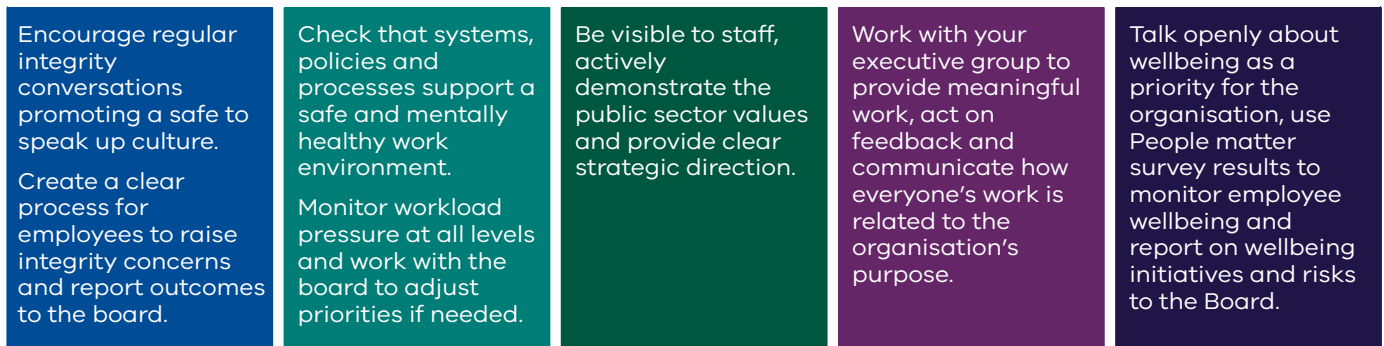 Encourage regular
integrity
conversations
promoting a safe to
speak up culture.
Create a clear
process for
employees to raise
integrity concerns
and report outcomes
to the board.
Check that systems,
policies and
processes support a
safe and mentally
healthy work
environment.
Monitor workload
pressure at all levels
and work with the
board to adjust
priorities if needed.
Be visible to staff,
actively
demonstrate the
public sector values
and provide clear
strategic direction.
Work with your
executive group to
provide meaningful
work, act on
feedback and
communicate how
everyone's work is
related to the
organisation's
purpose.
Talk openly about
wellbeing as a
priority for the
organisation, use
People matter
survey results to
monitor employee
wellbeing and
report on wellbeing
initiatives and risks
to the Board.